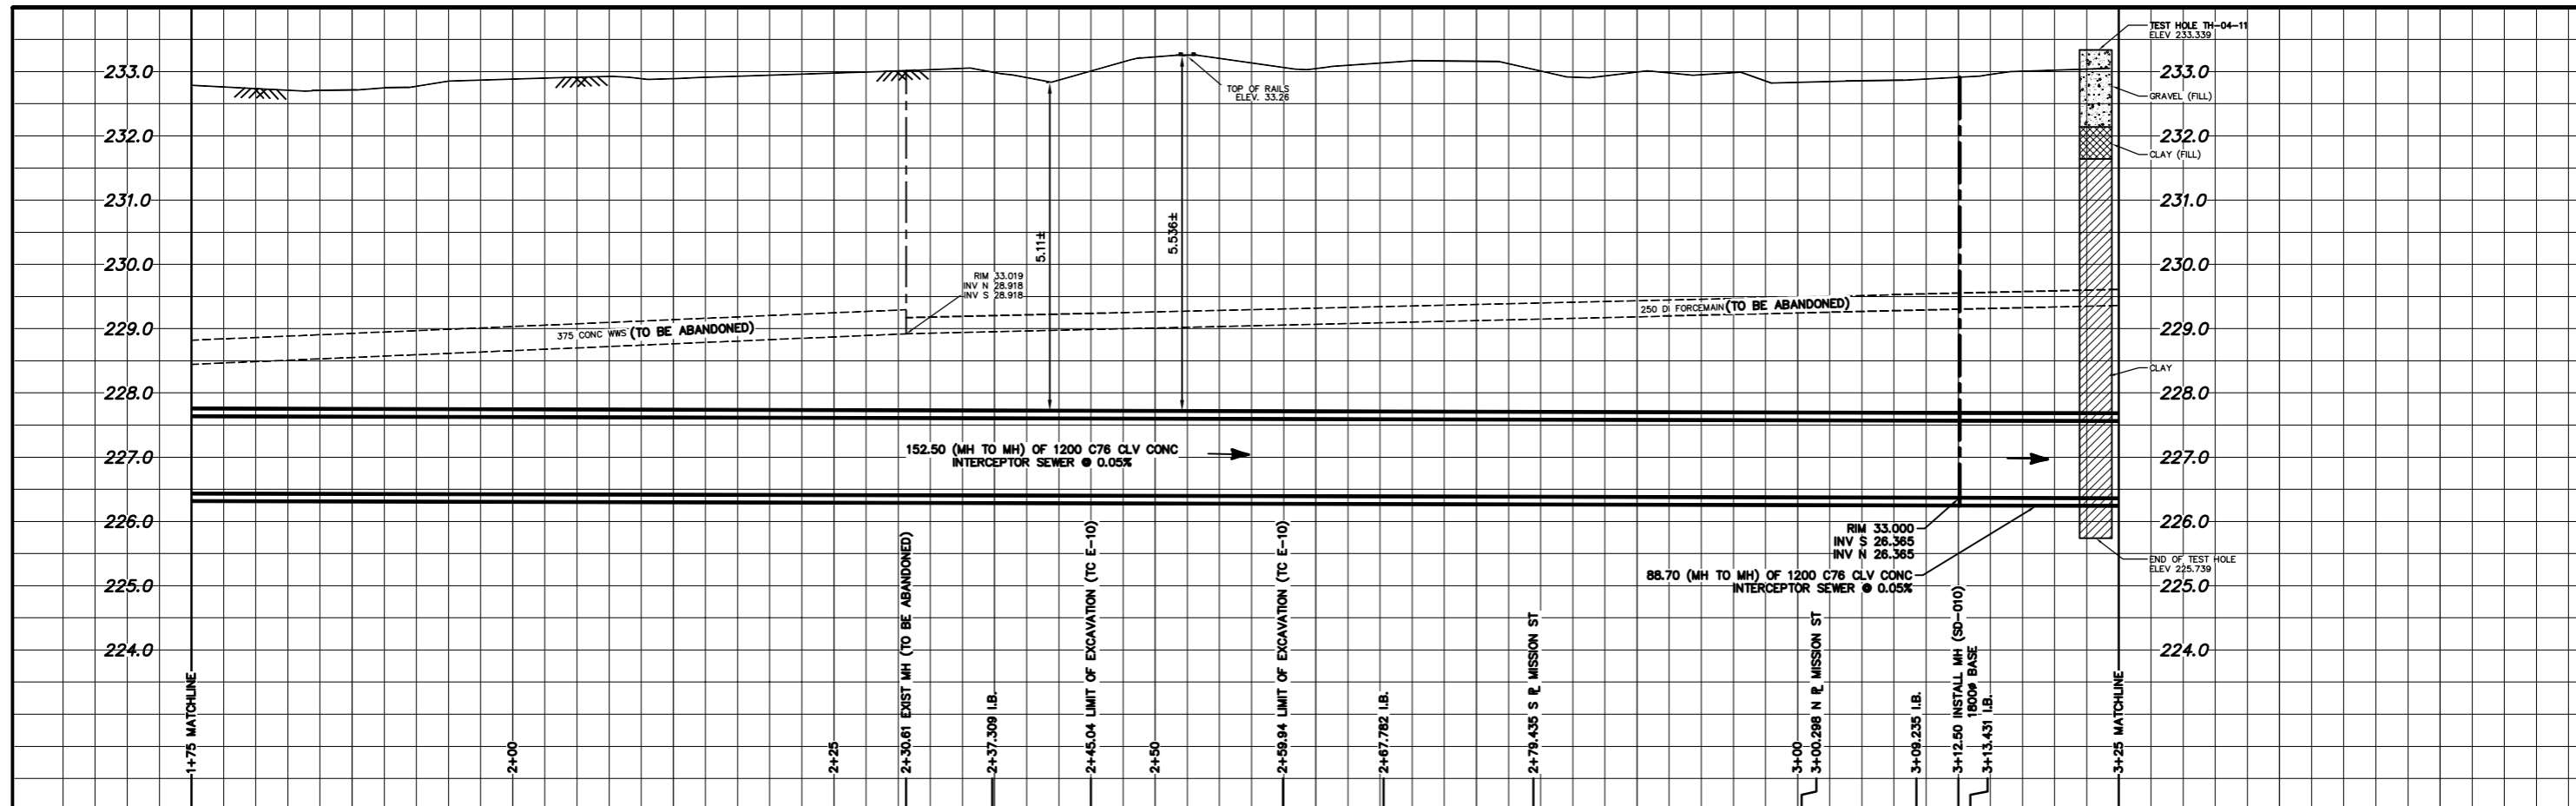 TEST HOLE TH-04-11
ELEV 233.339
233.0
233.0
TOP OF RAILS
ELEV. 33.26
GRAVEL (FILL)
232.0
232.0
CLAY (FILL)
231.0
231.0
5.11±
5.536±
230.0
230.0
RIM 33.019
INV N 28.918
INV S 28.918
229.0
229.0
375 CONC WWS (TO BE ABANDONED)
250 DI FORCEMAIN (TO BE ABANDONED)
CLAY
228.0
228.0
152.50 (MH TO MH) OF 1200 C76 CLV CONC
INTERCEPTOR SEWER @ 0.05%
227.0
227.0
226.0
226.0
RIM 33.000
INV S 26.365
INV N 26.365
END OF TEST HOLE
ELEV 225.739
88.70 (MH TO MH) OF 1200 C76 CLV CONC
INTERCEPTOR SEWER @ 0.05%
225.0
225.0
224.0
224.0
1+75 MATCHLINE
2+00
2+25
2+30.61 EXIST MH (TO BE ABANDONED)
2+37.309 I.B.
2+45.04 LIMIT OF EXCAVATION (TC E-10)
2+50
2+59.94 LIMIT OF EXCAVATION (TC E-10)
2+67.782 I.B.
2+79.435 S PL MISSION ST
3+00
3+00.298 N PL MISSION ST
3+09.235 I.B.
3+12.50 INSTALL MH (SD-010)
1800ø BASE
3+13.431 I.B.
3+25 MATCHLINE